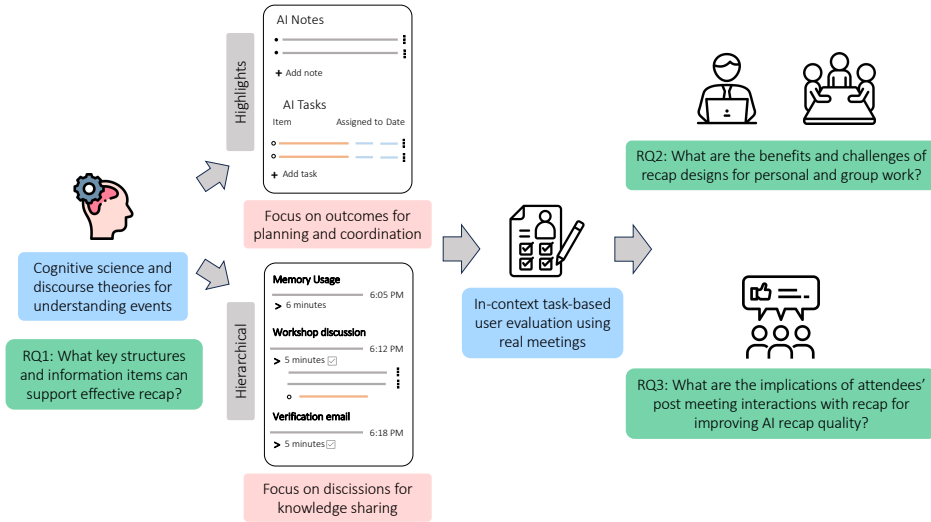 Highlights
AI Notes
+ Add note
AI Tasks
Item Assigned to Date
+ Add task
Focus on outcomes for
planning and coordination
Cognitive science and
discourse theories for
understanding events
RQ1: What key structures
and information items can
support effective recap?
Hierarchical
Memory Usage
6:05 PM
> 6 minutes
Workshop discussion
6:12 PM
> 5 minutes
Verification email
6:18 PM
> 5 minutes
Focus on discissions for
knowledge sharing
In-context task-based
user evaluation using
real meetings
RQ2: What are the benefits and challenges of
recap designs for personal and group work?
RQ3: What are the implications of attendees'
post meeting interactions with recap for
improving AI recap quality?